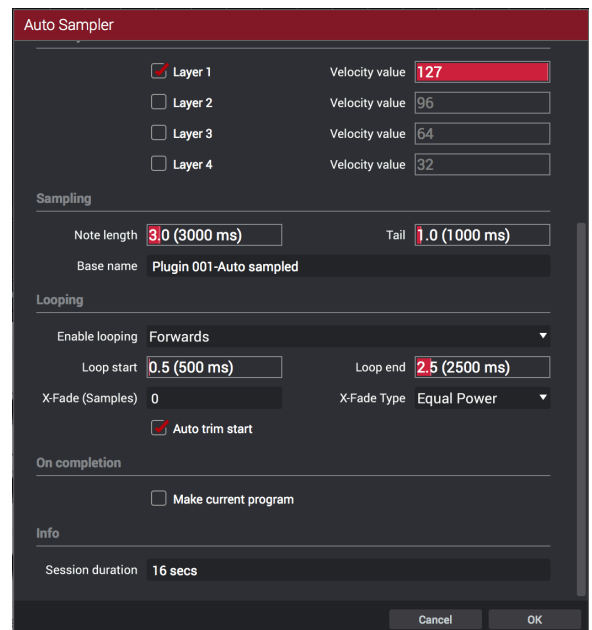 Auto Sampler
Layer 1 Velocity value 127
Layer 2 Velocity value 96
Layer 3 Velocity value 64
Layer 4 Velocity value 32
Sampling
Note length 3.0 (3000 ms) Tail 1.0 (1000 ms)
Base name Plugin 001-Auto sampled
Looping
Enable looping Forwards
Loop start 0.5 (500 ms) Loop end 2.5 (2500 ms)
X-Fade (Samples) 0 X-Fade Type Equal Power
Auto trim start
On completion
Make current program
Info
Session duration 16 secs
Cancel OK